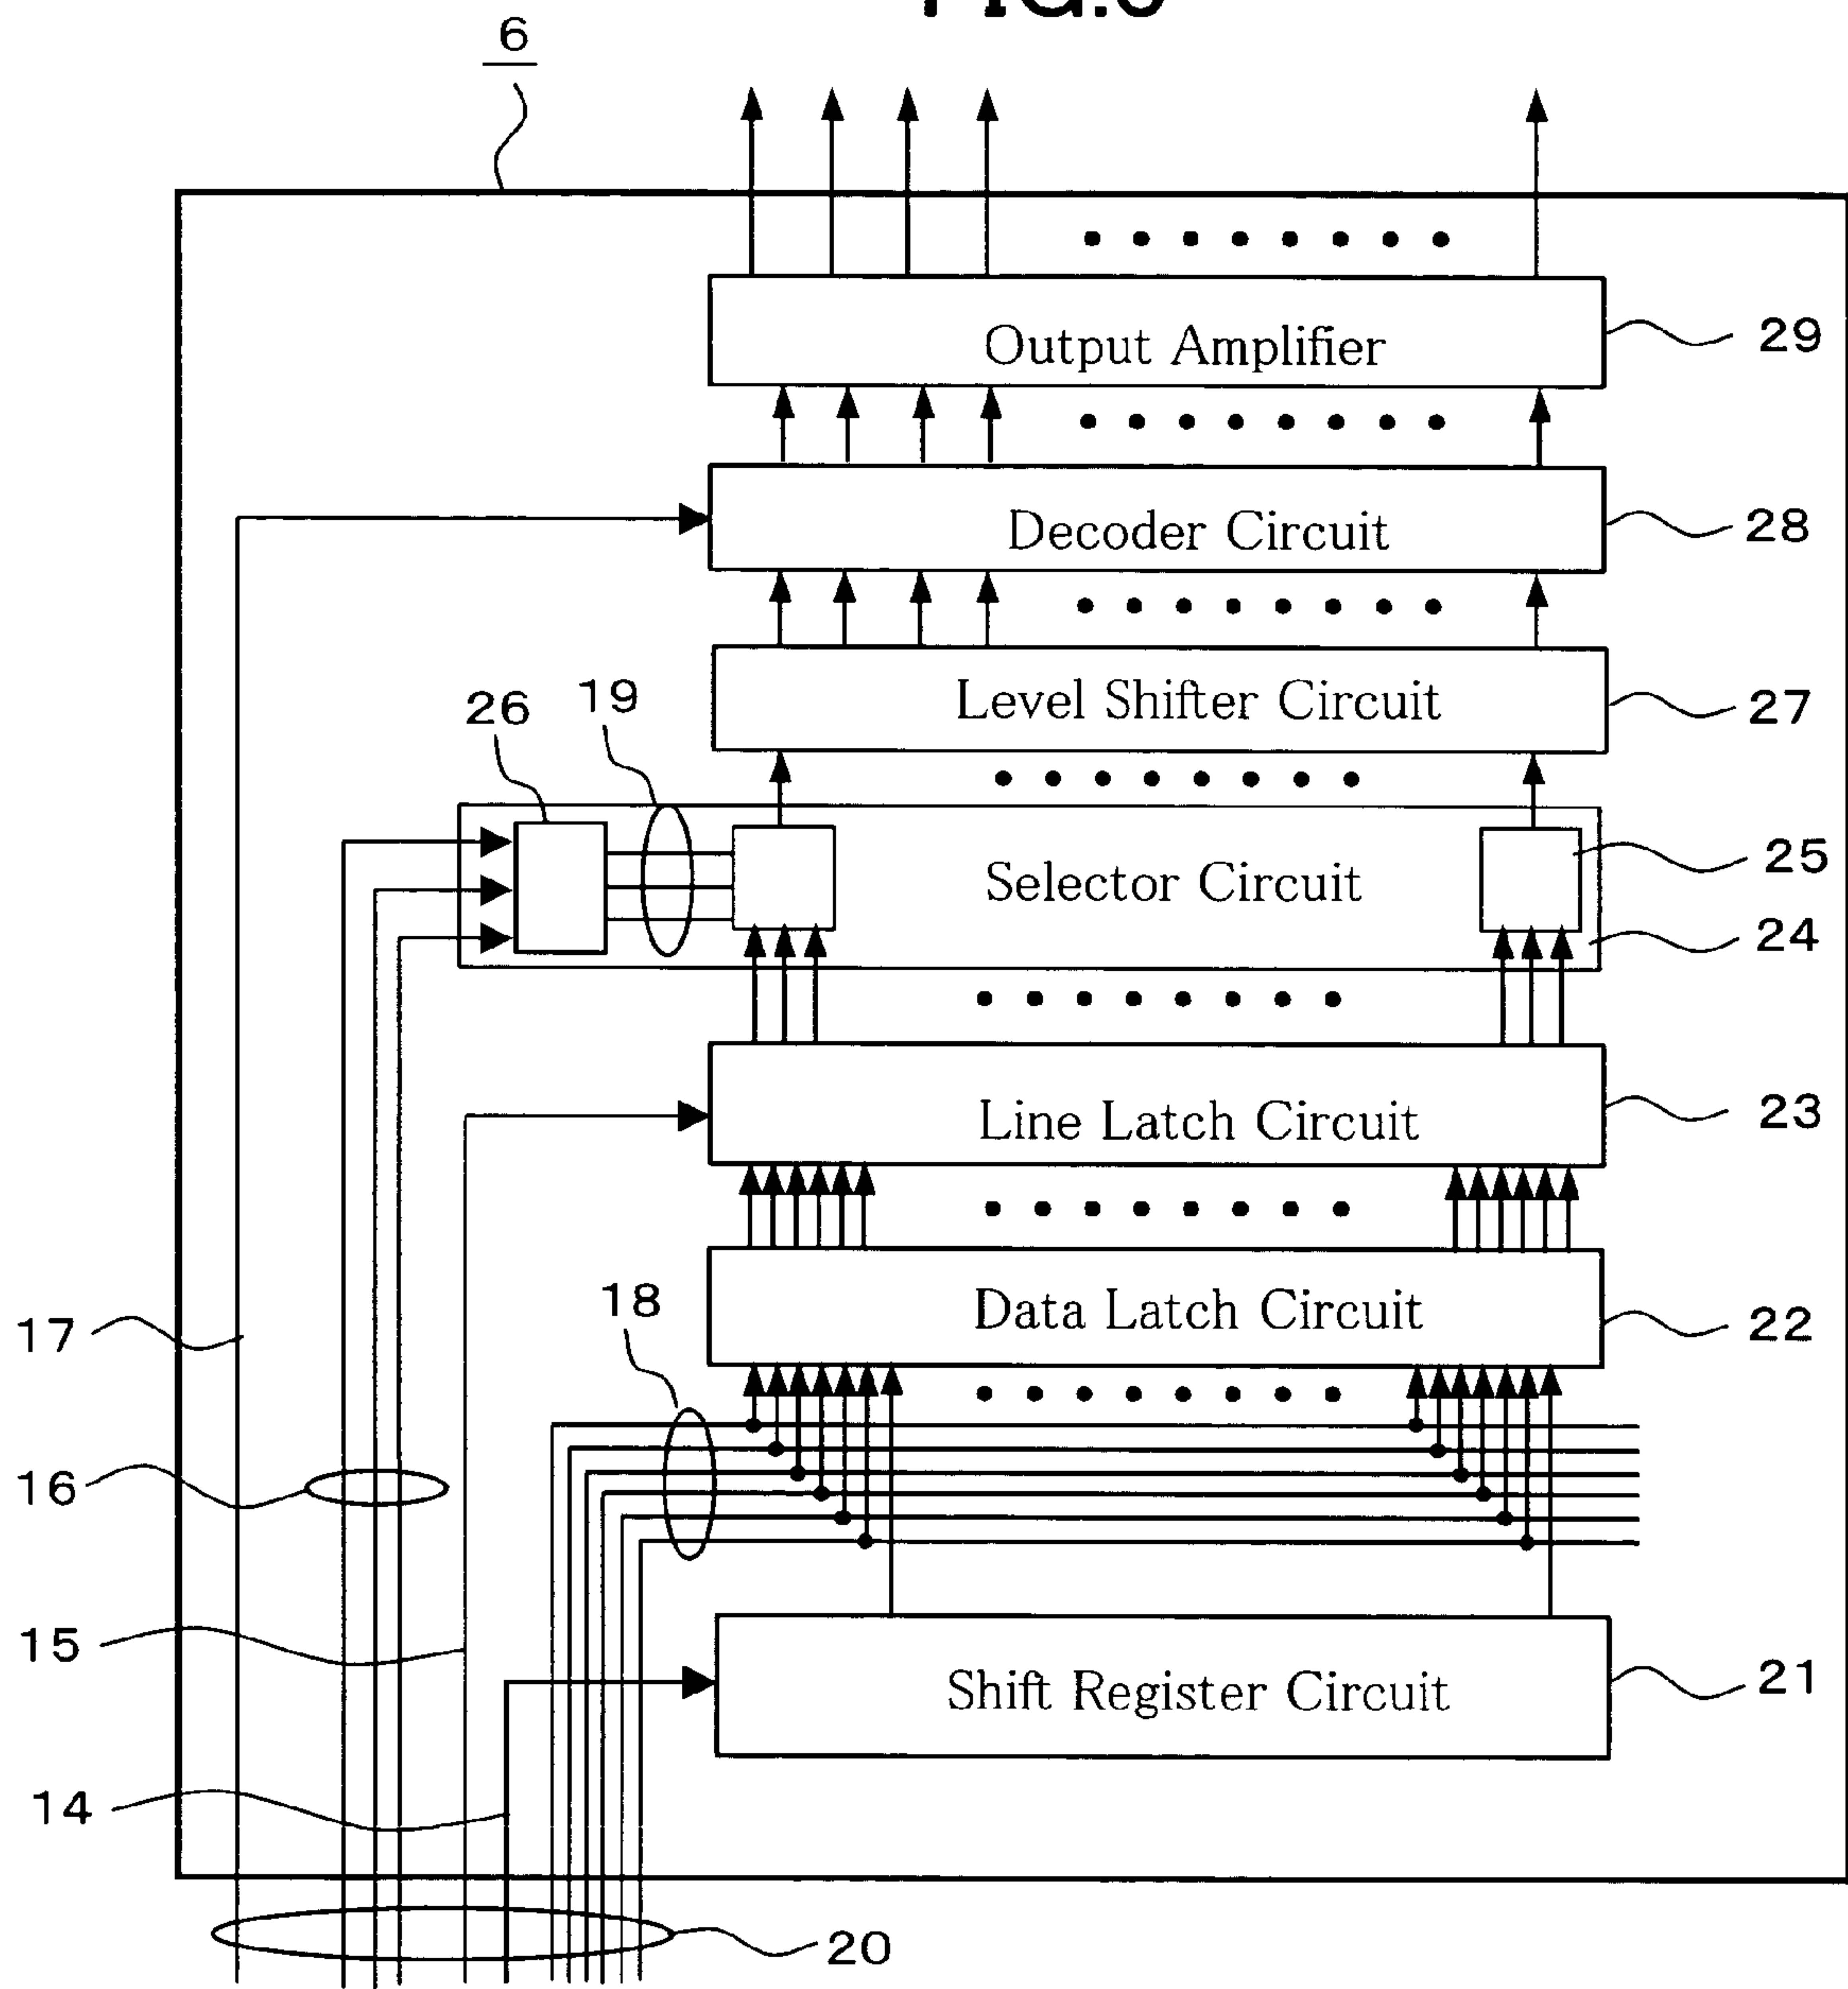 FIG.
6
29
Output Amplifier
28
Decoder Circuit
27
Level Shifter Circuit
26
19
25
Selector Circuit
24
23
Line Latch Circuit
18
22
Data Latch Circuit
17
16
15
21
Shift Register Circuit
14
20